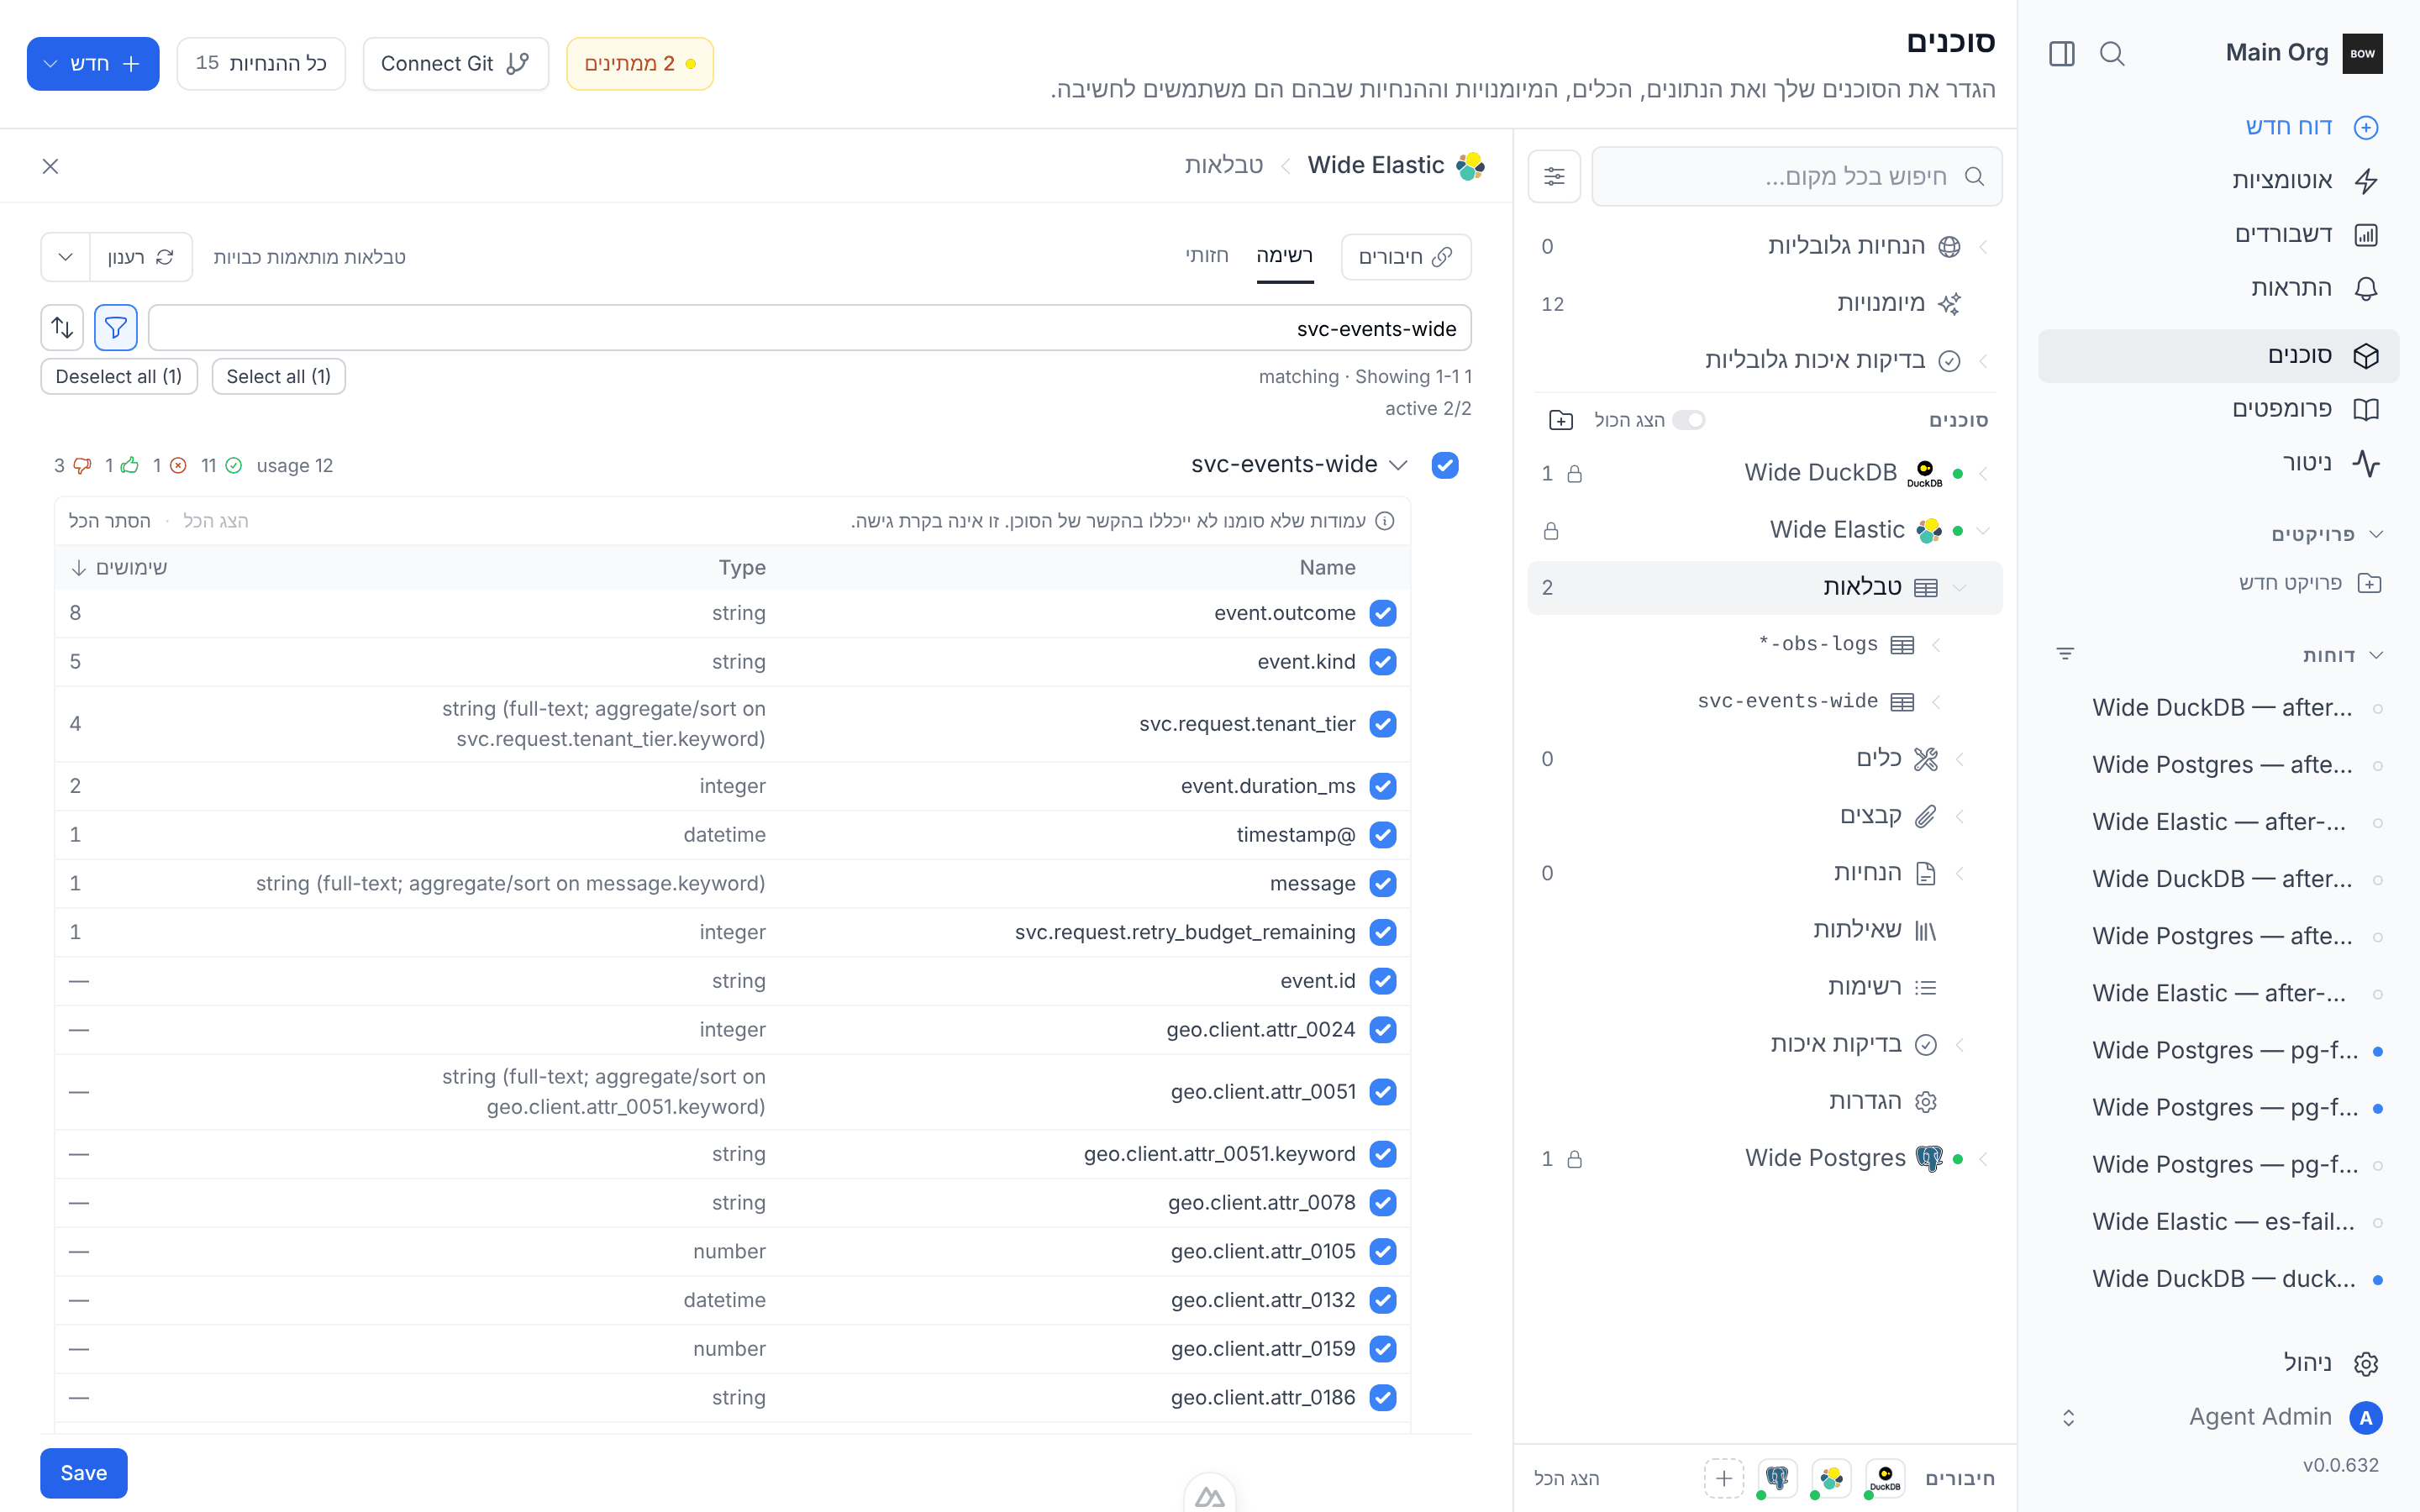 BOW
Main Org
דוח חדש
אוטומציות
דשבורדים
התראות
סוכנים
פרומפטים
ניטור
פרויקטים
פרויקט חדש
דוחות
Wide DuckDB — after...
Wide Postgres — afte...
Wide Elastic — after-...
Wide DuckDB — after...
Wide Postgres — afte...
Wide Elastic — after-...
Wide Postgres — pg-f...
Wide Postgres — pg-f...
Wide Postgres — pg-f...
Wide Elastic — es-fail...
Wide DuckDB — duck...
ניהול
A Agent Admin
v0.0.632
סוכנים
הגדר את הסוכנים שלך ואת הנתונים, הכלים, המיומנויות וההנחיות שבהם הם משתמשים לחשיבה.
2 ממתינים
Connect Git
כל ההנחיות 15
חדש
חיפוש בכל מקום...
הנחיות גלובליות 0
מיומנויות 12
בדיקות איכות גלובליות
סוכנים הצג הכול
DuckDB Wide DuckDB 1
Wide Elastic
טבלאות 2
*-obs-logs
svc-events-wide
כלים 0
קבצים
הנחיות 0
שאילתות
רשימות
בדיקות איכות
הגדרות
Wide Postgres 1
חיבורים DuckDB הצג הכל
Wide Elastic טבלאות
חיבורים רשימה חזותי טבלאות מותאמות כבויות רענון
svc-events-wide
matching · Showing 1-1 1
Select all (1) Deselect all (1)
active 2/2
svc-events-wide
usage 12 11 1 1 3
עמודות שלא סומנו לא ייכללו בהקשר של הסוכן. זו אינה בקרת גישה. הצג הכל · הסתר הכל
Name Type שימושים
event.outcome string 8
event.kind string 5
svc.request.tenant_tier string (full-text; aggregate/sort on
svc.request.tenant_tier.keyword) 4
event.duration_ms integer 2
timestamp@ datetime 1
message string (full-text; aggregate/sort on message.keyword) 1
svc.request.retry_budget_remaining integer 1
event.id string —
geo.client.attr_0024 integer —
geo.client.attr_0051 string (full-text; aggregate/sort on
geo.client.attr_0051.keyword) —
geo.client.attr_0051.keyword string —
geo.client.attr_0078 string —
geo.client.attr_0105 number —
geo.client.attr_0132 datetime —
geo.client.attr_0159 number —
geo.client.attr_0186 string —
Save